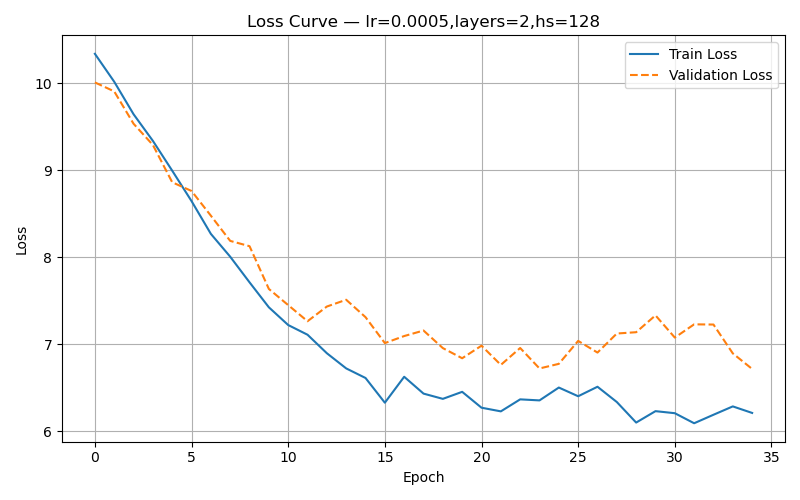 Loss Curve — lr=0.0005,layers=2,hs=128
Train Loss
Validation Loss
10
9
8
7
6
Loss
0 5 10 15 20 25 30 35
Epoch